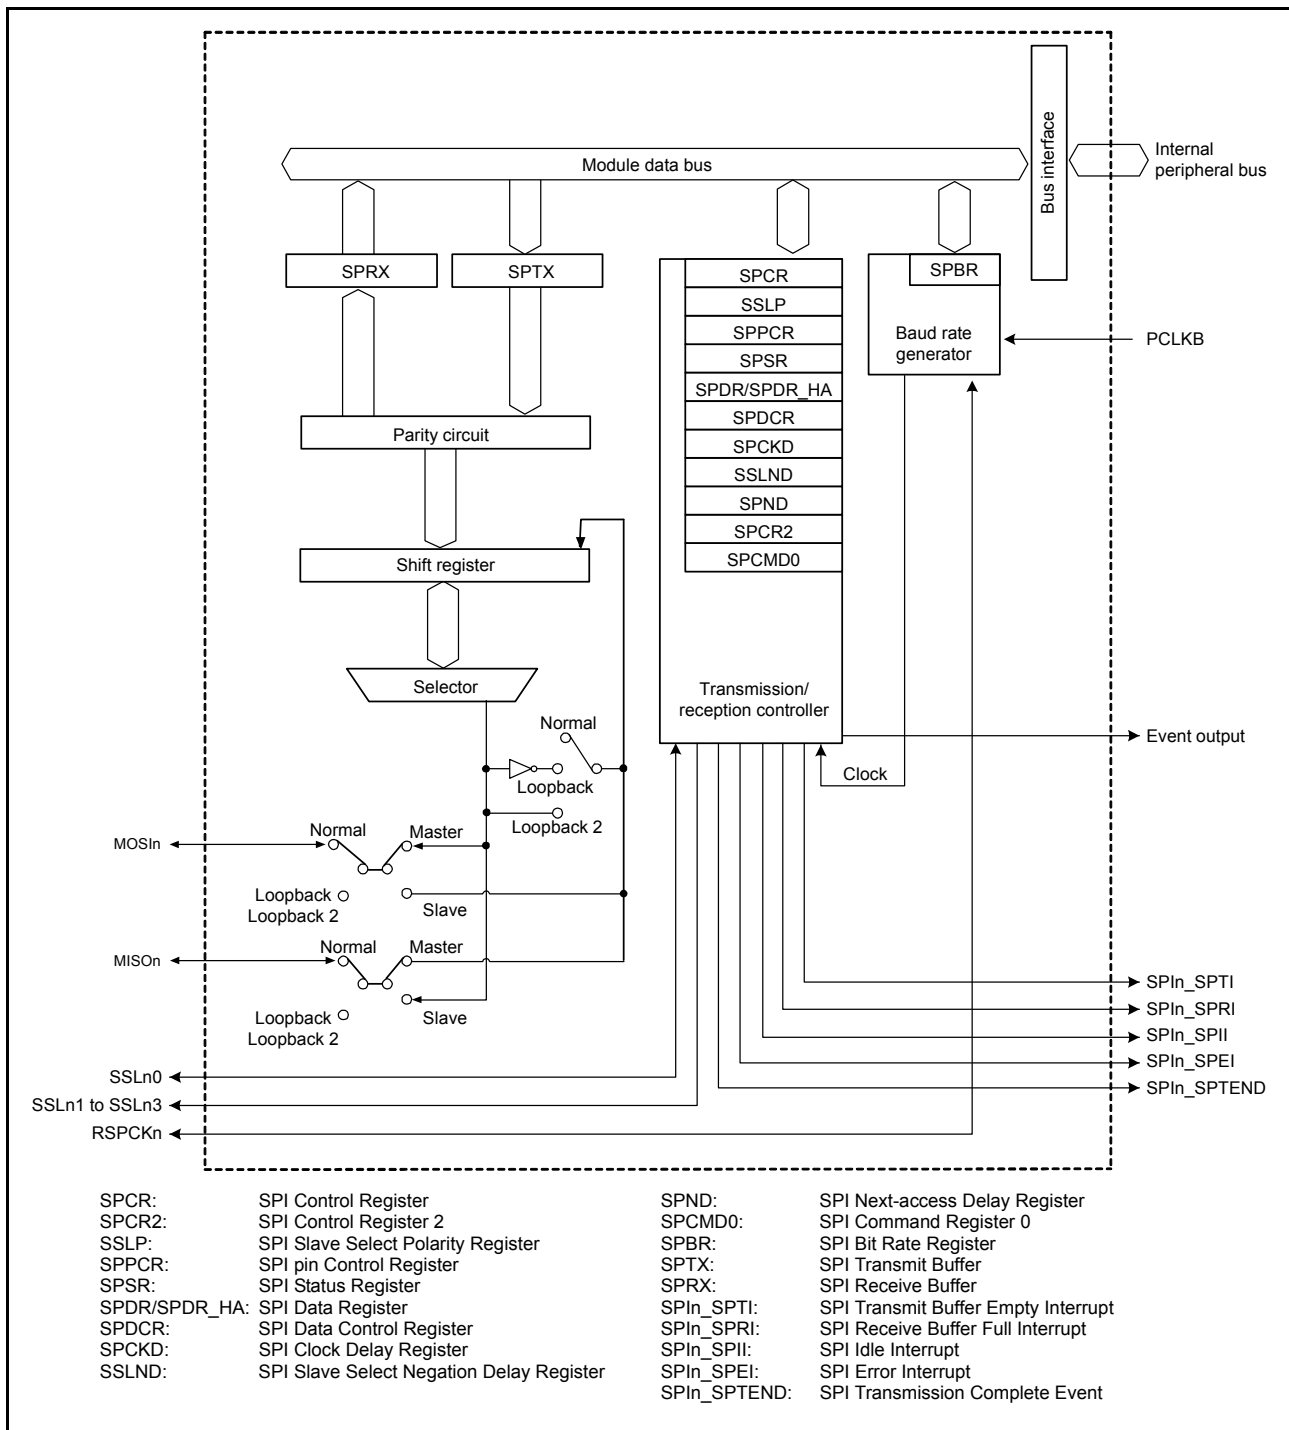 Bus interface
Internal
peripheral bus
Module data bus
SPRX
SPTX
SPCR
SSLP
SPPCR
SPSR
SPDR/SPDR_HA
SPDCR
SPCKD
SSLND
SPND
SPCR2
SPCMD0
Transmission/
reception controller
SPBR
Baud rate
generator
PCLKB
Parity circuit
Shift register
Selector
Normal
Loopback
Loopback 2
Clock
Event output
MOSIn
Normal
Master
Loopback
Loopback 2
Slave
MISOn
Normal
Master
Loopback
Loopback 2
Slave
SSLn0
SSLn1 to SSLn3
RSPCKn
SPIn_SPTI
SPIn_SPRI
SPIn_SPII
SPIn_SPEI
SPIn_SPTEND
SPCR: SPI Control Register
SPCR2: SPI Control Register 2
SSLP: SPI Slave Select Polarity Register
SPPCR: SPI pin Control Register
SPSR: SPI Status Register
SPDR/SPDR_HA: SPI Data Register
SPDCR: SPI Data Control Register
SPCKD: SPI Clock Delay Register
SSLND: SPI Slave Select Negation Delay Register
SPND: SPI Next-access Delay Register
SPCMD0: SPI Command Register 0
SPBR: SPI Bit Rate Register
SPTX: SPI Transmit Buffer
SPRX: SPI Receive Buffer
SPIn_SPTI: SPI Transmit Buffer Empty Interrupt
SPIn_SPRI: SPI Receive Buffer Full Interrupt
SPIn_SPII: SPI Idle Interrupt
SPIn_SPEI: SPI Error Interrupt
SPIn_SPTEND: SPI Transmission Complete Event